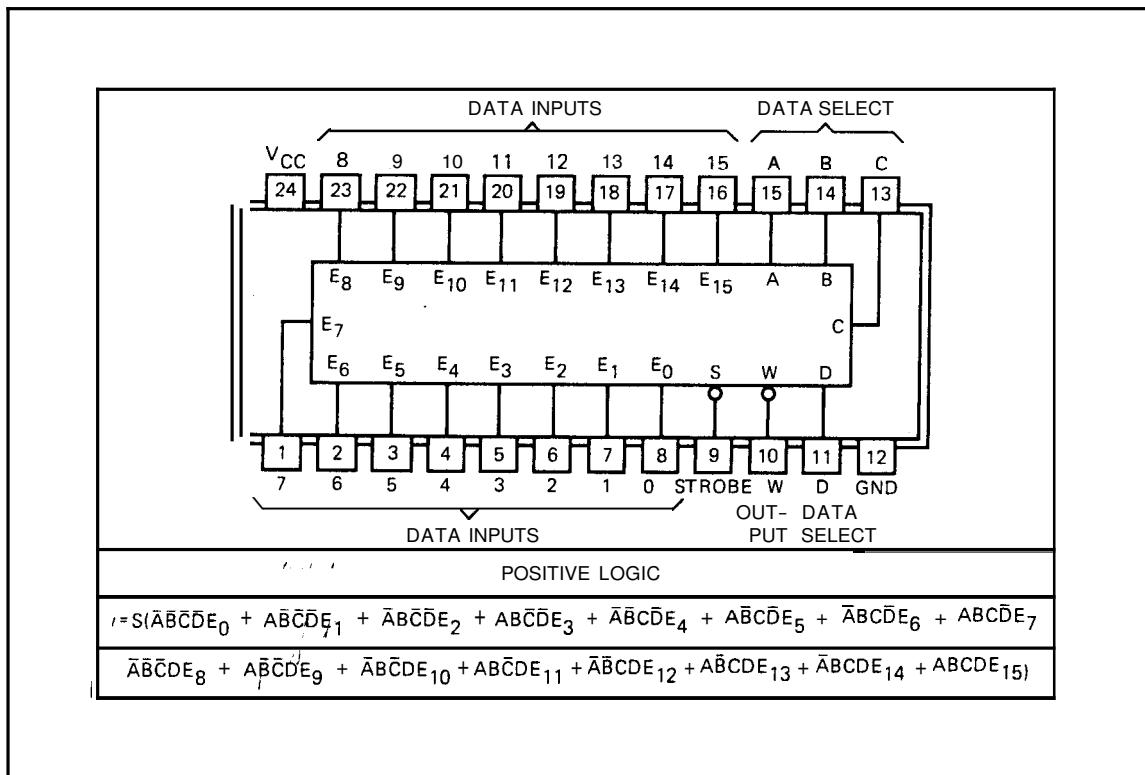 DATA INPUTS DATA SELECT
VCC 8 9 10 11 12 13 14 15 A B C
24 23 22 21 20 19 18 17 16 15 14 13
E8 E9 E10 E11 E12 E13 E14 E15 A B
E7 C
E6 E5 E4 E3 E2 E1 E0 S W D
1 2 3 4 5 6 7 8 9 10 11 12
7 6 5 4 3 2 1 0 STROBE W D GND
DATA INPUTS OUT- DATA
PUT SELECT
POSITIVE LOGIC
=S(ĀB̄C̄D̄E0 + AB̄C̄D̄E1 + ĀBC̄D̄E2 + ABC̄D̄E3 + ĀB̄CD̄E4 + AB̄CD̄E5 + ĀBCD̄E6 + ABCD̄E7
ĀB̄C̄DE8 + AB̄C̄DE9 + ĀBC̄DE10 + ABC̄DE11 + ĀB̄CDE12 + AB̄CDE13 + ĀBCDE14 + ABCDE15)